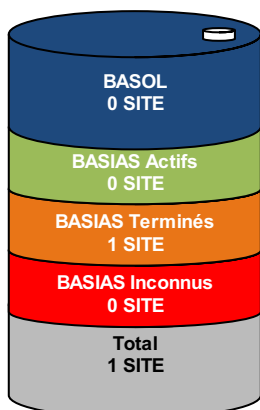 BASOL
0 SITE
BASIAS Actifs
0 SITE
BASIAS Terminés
1 SITE
BASIAS Inconnus
0 SITE
Total
1 SITE